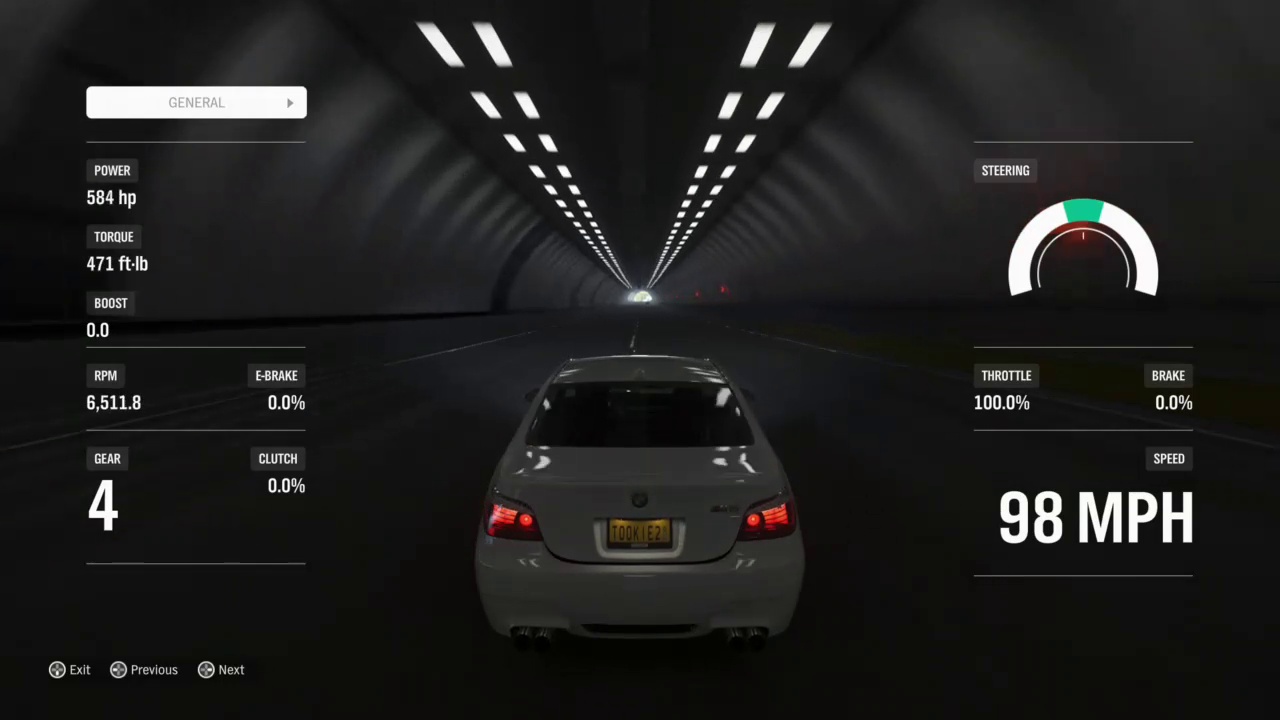 GENERAL
POWER
584 hp
TORQUE
471 ft·lb
BOOST
0.0
RPM
E-BRAKE
6,511.8
0.0%
GEAR
CLUTCH
4
0.0%
STEERING
THROTTLE
BRAKE
100.0%
0.0%
SPEED
98 MPH
TOOKIE2
Exit
Previous
Next